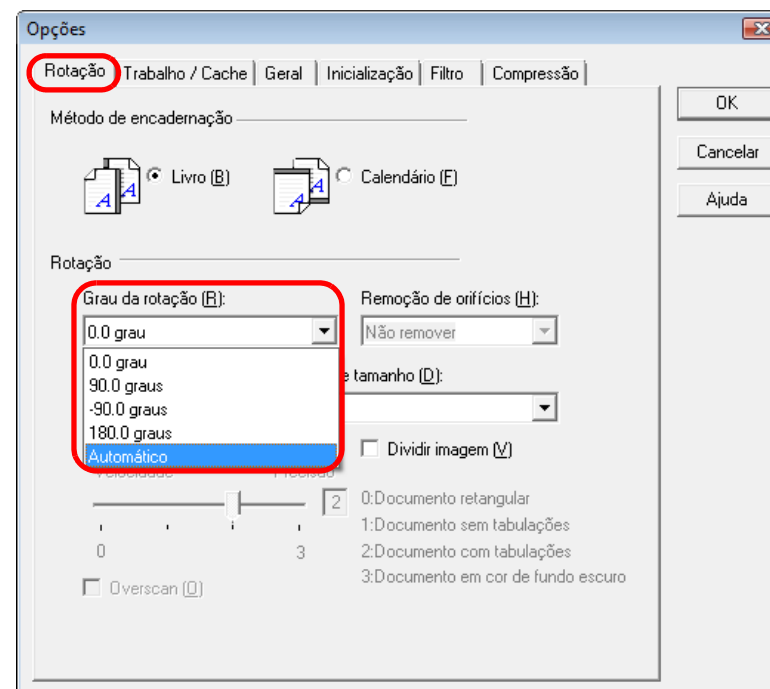 Opções
Rotação Trabalho / Cache Geral Inicialização Filtro Compressão
OK
Cancelar
Ajuda
Método de encadernação
A A Livro (B) A A Calendário (F)
Rotação
Grau da rotação (R): Remoção de orifícios (H):
0.0 grau Não remover
0.0 grau
90.0 graus
-90.0 graus
180.0 graus
Automático
e tamanho (D):
Dividir imagem (V)
Velocidade Precisão
2
0 3
0:Documento retangular
1:Documento sem tabulações
2:Documento com tabulações
3:Documento em cor de fundo escuro
Overscan (O)